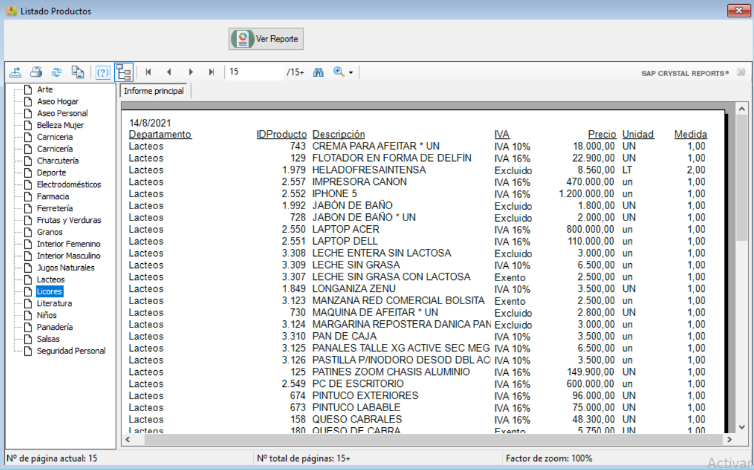 Listado Productos
Ver Reporte
15 /15+ SAP CRYSTAL REPORTS®
Informe principal
Arte
Aseo Hogar
Aseo Personal
Belleza Mujer
Carniceria
Carnicería
Charcutería
Deporte
Electrodomésticos
Farmacia
Ferretería
Frutas y Verduras
Granos
Interior Femenino
Interior Masculino
Jugos Naturales
Lacteos
Licores
Literatura
Niños
Panadería
Salsas
Seguridad Personal
14/8/2021
Departamento IDProducto Descripción IVA Precio Unidad Medida
Lacteos 743 CREMA PARA AFEITAR * UN IVA 10% 18.000,00 UN 1,00
Lacteos 129 FLOTADOR EN FORMA DE DELFÍN IVA 16% 22.900,00 UN 1,00
Lacteos 1.979 HELADOFRESAINTENSA Excluido 8.560,00 LT 2,00
Lacteos 2.557 IMPRESORA CANON IVA 16% 470.000,00 un 1,00
Lacteos 2.552 IPHONE 5 IVA 16% 1.200.000,00 un 1,00
Lacteos 1.992 JABÓN DE BAÑO Excluido 1.800,00 UN 1,00
Lacteos 728 JABON DE BAÑO * UN Excluido 2.000,00 UN 1,00
Lacteos 2.550 LAPTOP ACER IVA 16% 800.000,00 un 1,00
Lacteos 2.551 LAPTOP DELL IVA 16% 110.000,00 un 1,00
Lacteos 3.308 LECHE ENTERA SIN LACTOSA Excluido 3.000,00 un 1,00
Lacteos 3.309 LECHE SIN GRASA IVA 10% 6.500,00 un 1,00
Lacteos 3.307 LECHE SIN GRASA CON LACTOSA Exento 2.500,00 un 1,00
Lacteos 1.849 LONGANIZA ZENU IVA 10% 3.500,00 UN 1,00
Lacteos 3.123 MANZANA RED COMERCIAL BOLSITA Exento 2.500,00 un 1,00
Lacteos 730 MAQUINA DE AFEITAR * UN Excluido 2.800,00 UN 1,00
Lacteos 3.124 MARGARINA REPOSTERA DANICA PAN Excluido 3.000,00 un 1,00
Lacteos 3.310 PAN DE CAJA IVA 10% 3.500,00 un 1,00
Lacteos 3.125 PANALES TALLE XG ACTIVE SEC MEG IVA 10% 6.500,00 un 1,00
Lacteos 3.126 PASTILLA P/INODORO DESOD DBL AC IVA 10% 3.500,00 un 1,00
Lacteos 125 PATINES ZOOM CHASIS ALUMINIO IVA 16% 149.900,00 UN 1,00
Lacteos 2.549 PC DE ESCRITORIO IVA 16% 600.000,00 un 1,00
Lacteos 674 PINTUCO EXTERIORES IVA 16% 96.000,00 UN 1,00
Lacteos 673 PINTUCO LABABLE IVA 16% 75.000,00 UN 1,00
Lacteos 158 QUESO CABRALES IVA 16% 48.300,00 UN 1,00
Lacteos 180 QUESO DE CABRA Exento 5.750,00 UN 1,00
Nº de página actual: 15 Nº total de páginas: 15+ Factor de zoom: 100%
Activar